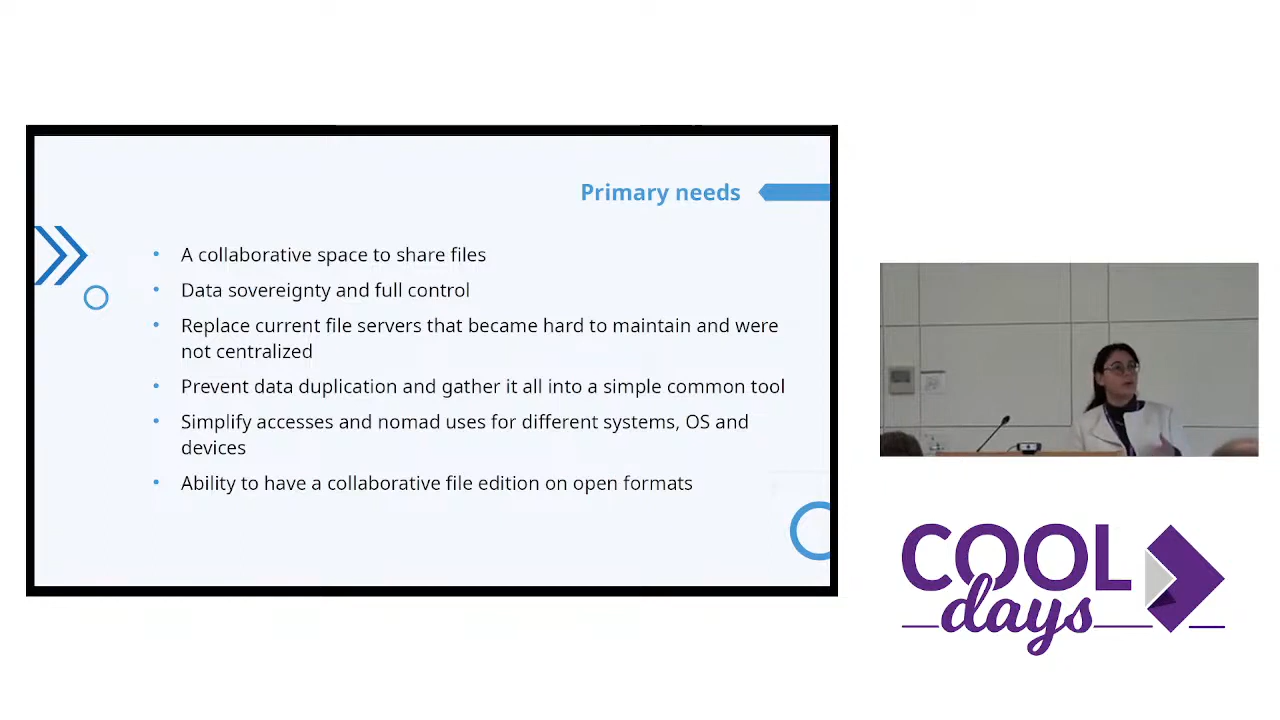 Primary needs
• A collaborative space to share files
• Data sovereignty and full control
• Replace current file servers that became hard to maintain and were
not centralized
• Prevent data duplication and gather it all into a simple common tool
• Simplify accesses and nomad uses for different systems, OS and
devices
• Ability to have a collaborative file edition on open formats
COOL
days